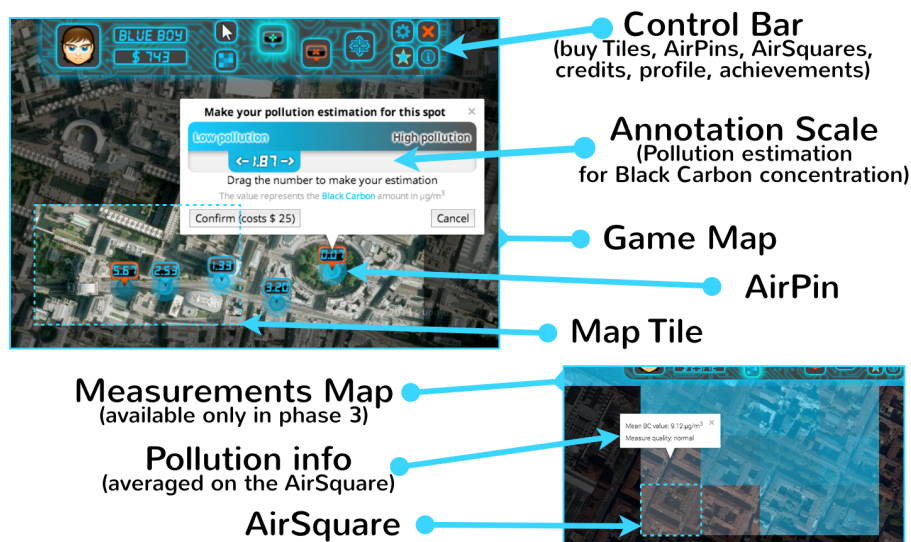 BLUE BOY
$ 743
Control Bar
(buy Tiles, AirPins, AirSquares,
credits, profile, achievements)
Make your pollution estimation for this spot ×
Low pollution High pollution
<- 1.87 ->
Drag the number to make your estimation
The value represents the Black Carbon amount in μg/m³
Confirm (costs $ 25) Cancel
Annotation Scale
(Pollution estimation
for Black Carbon concentration)
Game Map
5.67 2.53 1.33 3.20 0.07
AirPin
Map Tile
Measurements Map
(available only in phase 3)
Mean BC value: 9.12 μg/m³ ×
Measure quality: normal
Pollution info
(averaged on the AirSquare)
AirSquare